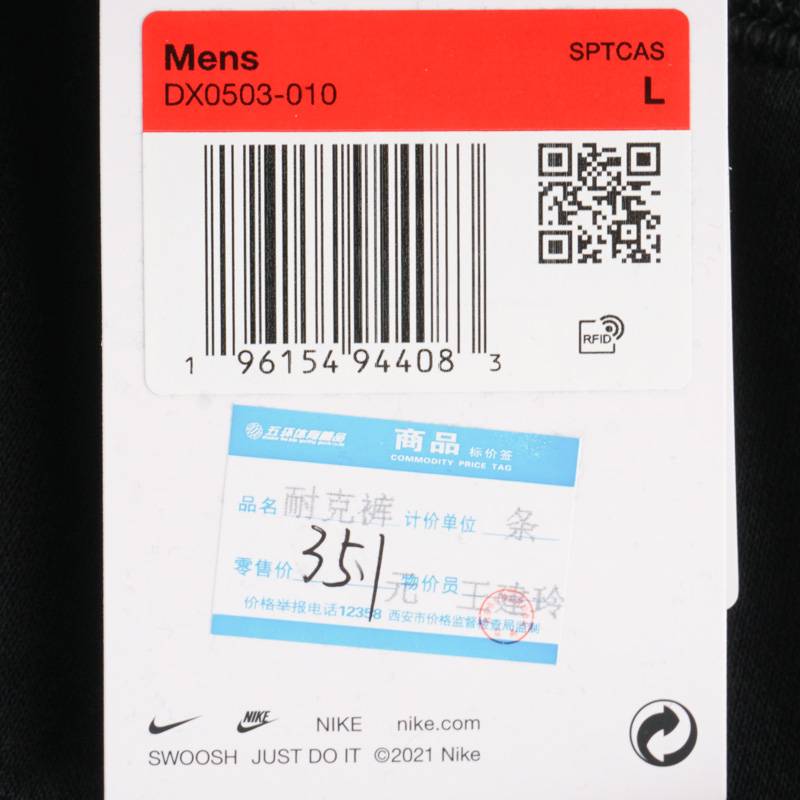 Mens SPTCAS
DX0503-010 L
1 96154 94408 3
RFID
五环体育精品 商品 标价签
COMMODITY PRICE TAG
品名 耐克裤 计价单位 条
零售价 351 元 物价员 王建玲
价格举报电话12358 西安市价格监督检查局监制
NIKE NIKE nike.com
SWOOSH JUST DO IT ©2021 Nike